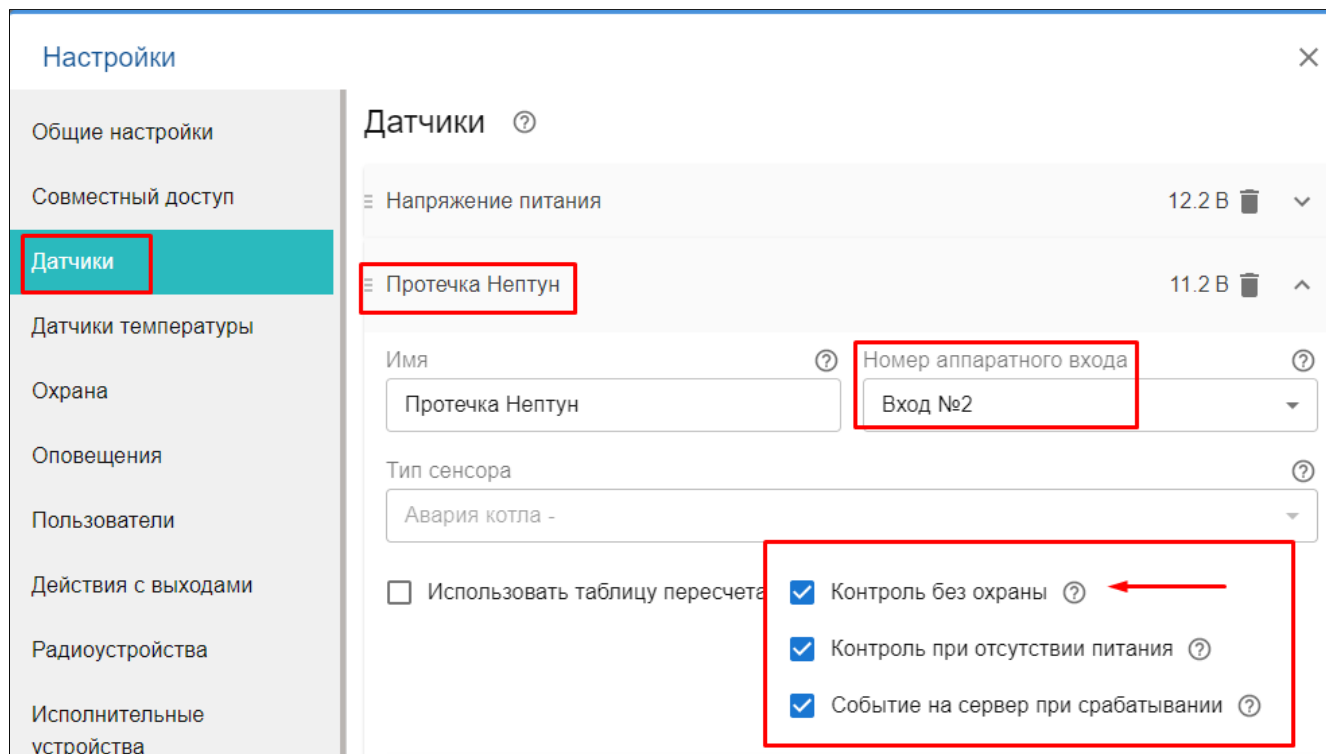 Настройки
Общие настройки
Совместный доступ
Датчики
Датчики температуры
Охрана
Оповещения
Пользователи
Действия с выходами
Радиоустройства
Исполнительные
устройства
Датчики
Напряжение питания 12.2 В
Протечка Нептун 11.2 В
Имя
Протечка Нептун
Номер аппаратного входа
Вход №2
Тип сенсора
Авария котла -
Использовать таблицу пересчета
Контроль без охраны
Контроль при отсутствии питания
Событие на сервер при срабатывании